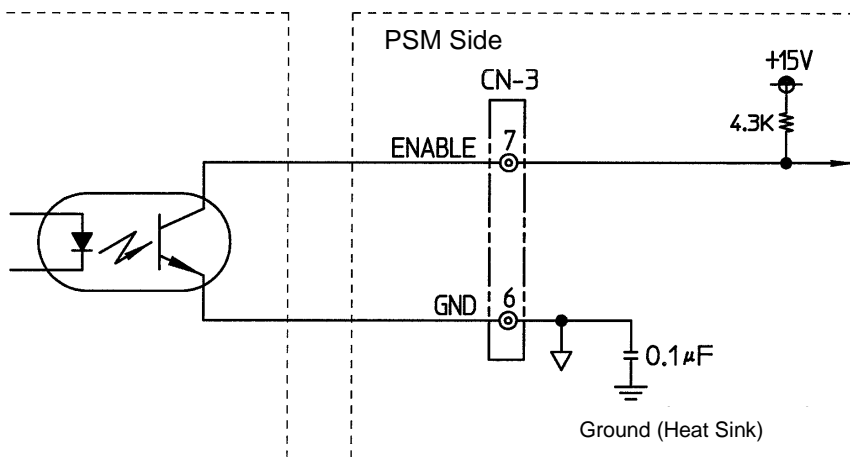 PSM Side
CN-3
+15V
4.3K
ENABLE
7
GND
6
0.1μF
Ground (Heat Sink)